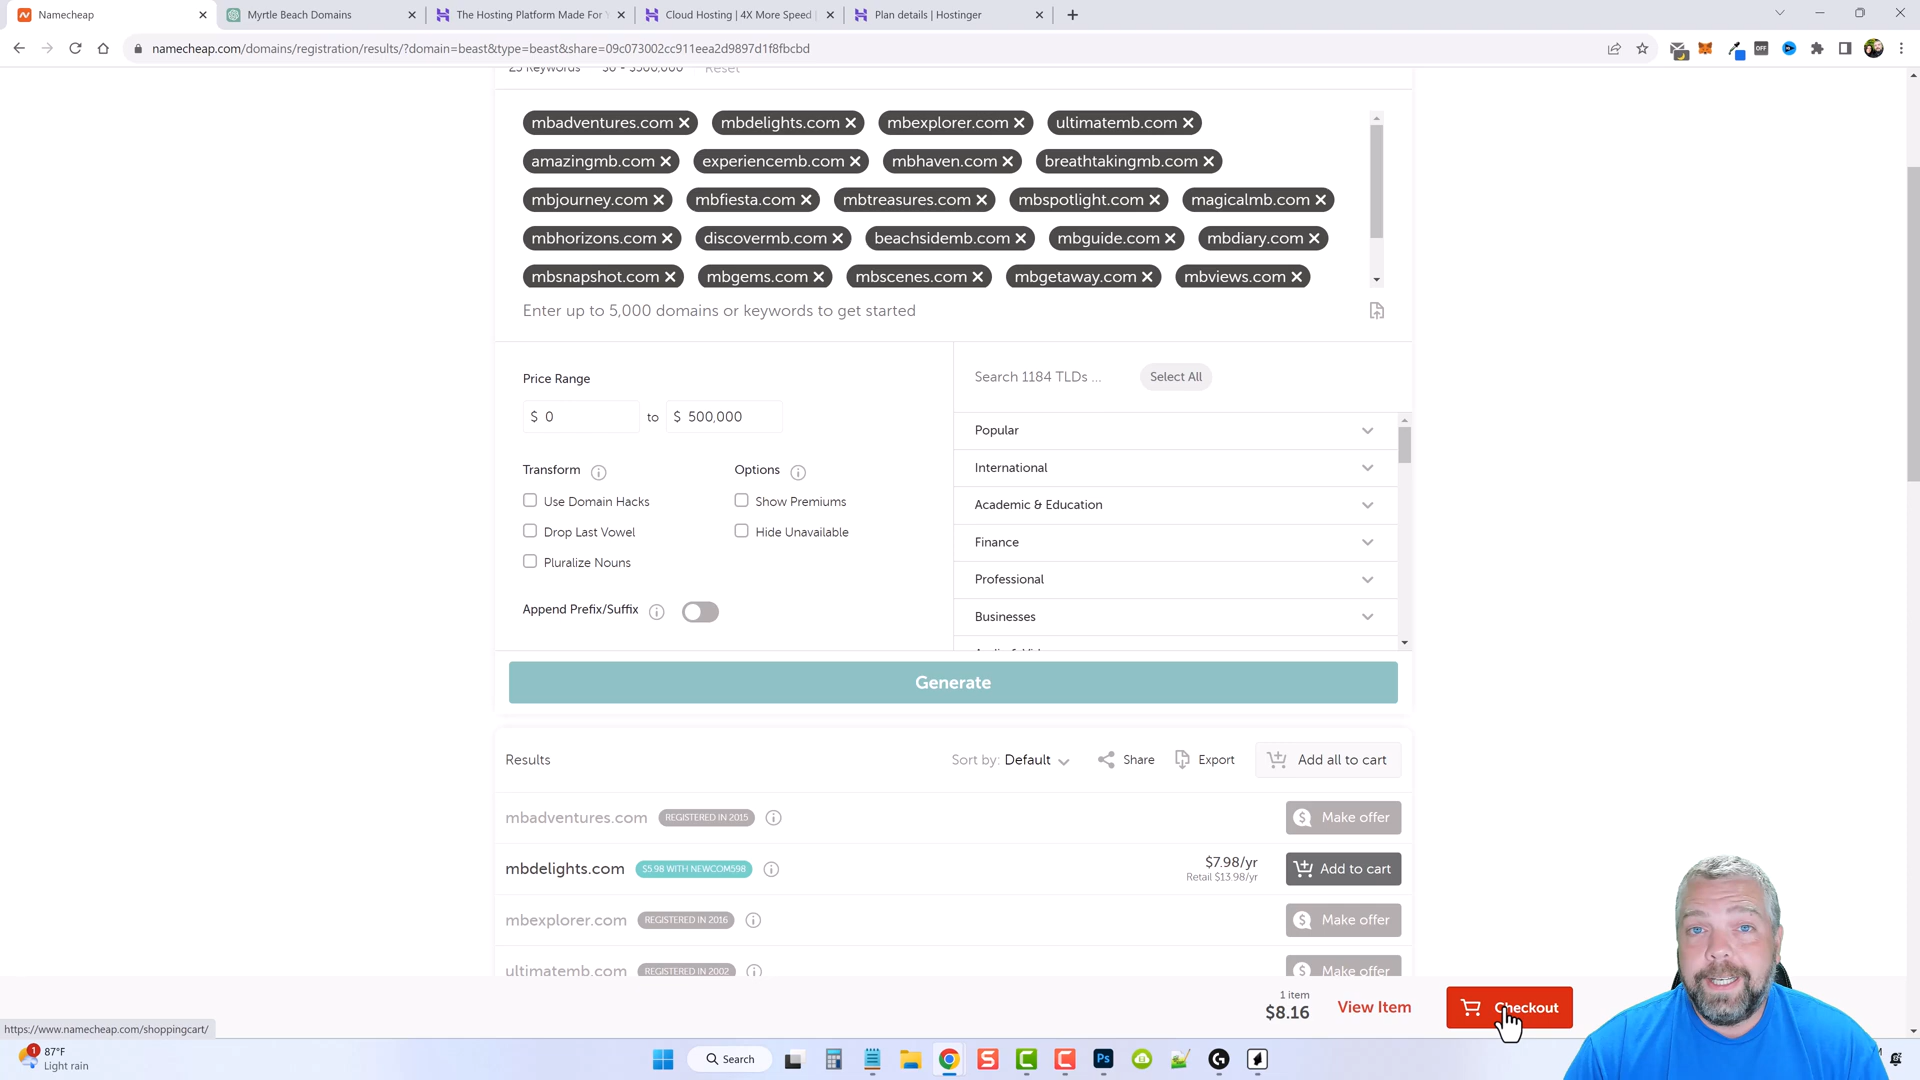 Namecheap
Myrtle Beach Domains
The Hosting Platform Made For
Cloud Hosting | 4X More Speed
Plan details | Hostinger
namecheap.com/domains/registration/results/?domain=beast&type=beast&share=09c073002cc911eea2d9897d1f8fbcbd
OFF
25 Keywords $0 - $500,000 Reset
mbadventures.com mbdelights.com mbexplorer.com ultimatemb.com
amazingmb.com experiencemb.com mbhaven.com breathtakingmb.com
mbjourney.com mbfiesta.com mbtreasures.com mbspotlight.com magicalmb.com
mbhorizons.com discovermb.com beachsidemb.com mbguide.com mbdiary.com
mbsnapshot.com mbgems.com mbscenes.com mbgetaway.com mbviews.com
Enter up to 5,000 domains or keywords to get started
Price Range
$ 0 to $ 500,000
Transform
Options
Use Domain Hacks
Show Premiums
Drop Last Vowel
Hide Unavailable
Pluralize Nouns
Append Prefix/Suffix
Search 1184 TLDs ... Select All
Popular
International
Academic & Education
Finance
Professional
Businesses
Generate
Results Sort by: Default Share Export Add all to cart
mbadventures.com REGISTERED IN 2015 Make offer
mbdelights.com $5.98 WITH NEWCOM598 $7.98/yr Add to cart
Retail $13.98/yr
mbexplorer.com REGISTERED IN 2016 Make offer
ultimatemb.com REGISTERED IN 2002 Make offer
1 item
$8.16
View Item
Checkout
https://www.namecheap.com/shoppingcart/
1
87°F
Light rain
Search
Ps